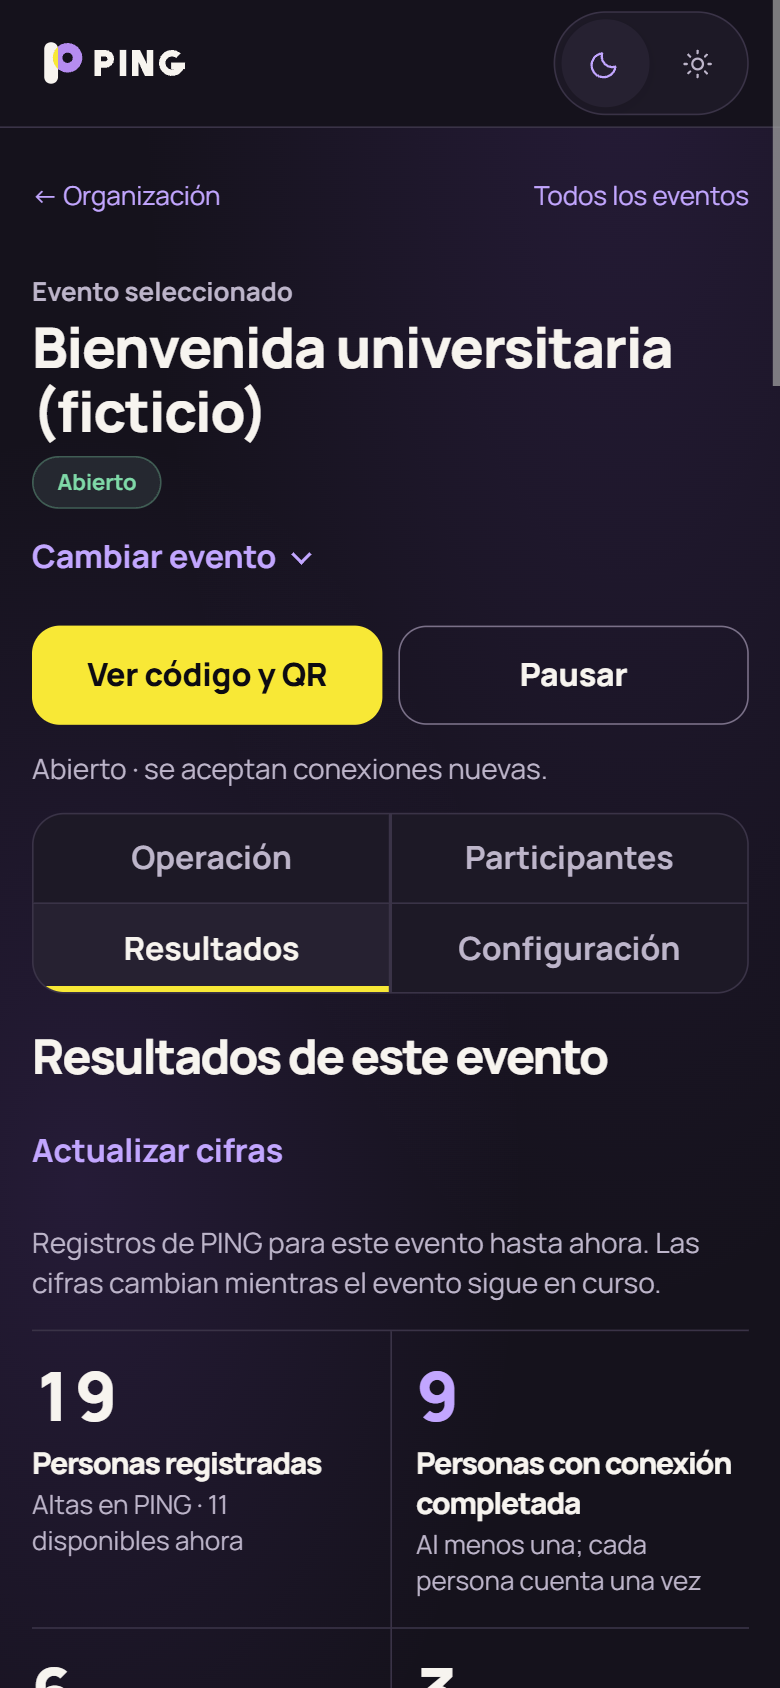 PING
← Organización
Todos los eventos
Evento seleccionado
Bienvenida universitaria
(ficticio)
Abierto
Cambiar evento
Ver código y QR
Pausar
Abierto · se aceptan conexiones nuevas.
Operación
Participantes
Resultados
Configuración
Resultados de este evento
Actualizar cifras
Registros de PING para este evento hasta ahora. Las
cifras cambian mientras el evento sigue en curso.
19
Personas registradas
Altas en PING · 11
disponibles ahora
9
Personas con conexión
completada
Al menos una; cada
persona cuenta una vez